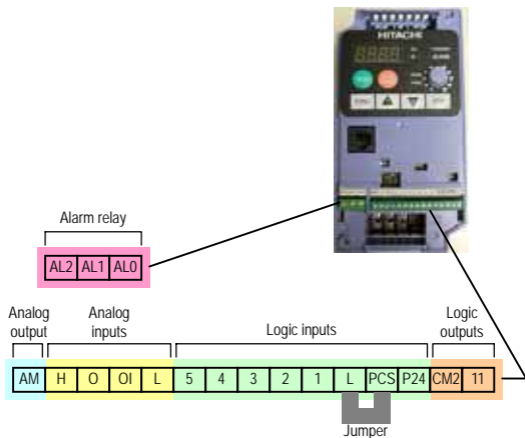 HITACHI
Alarm relay
AL2 AL1 AL0
Analog output
Analog inputs
Logic inputs
Logic outputs
AM H O OI L 5 4 3 2 1 L PCS P24 CM2 11
Jumper